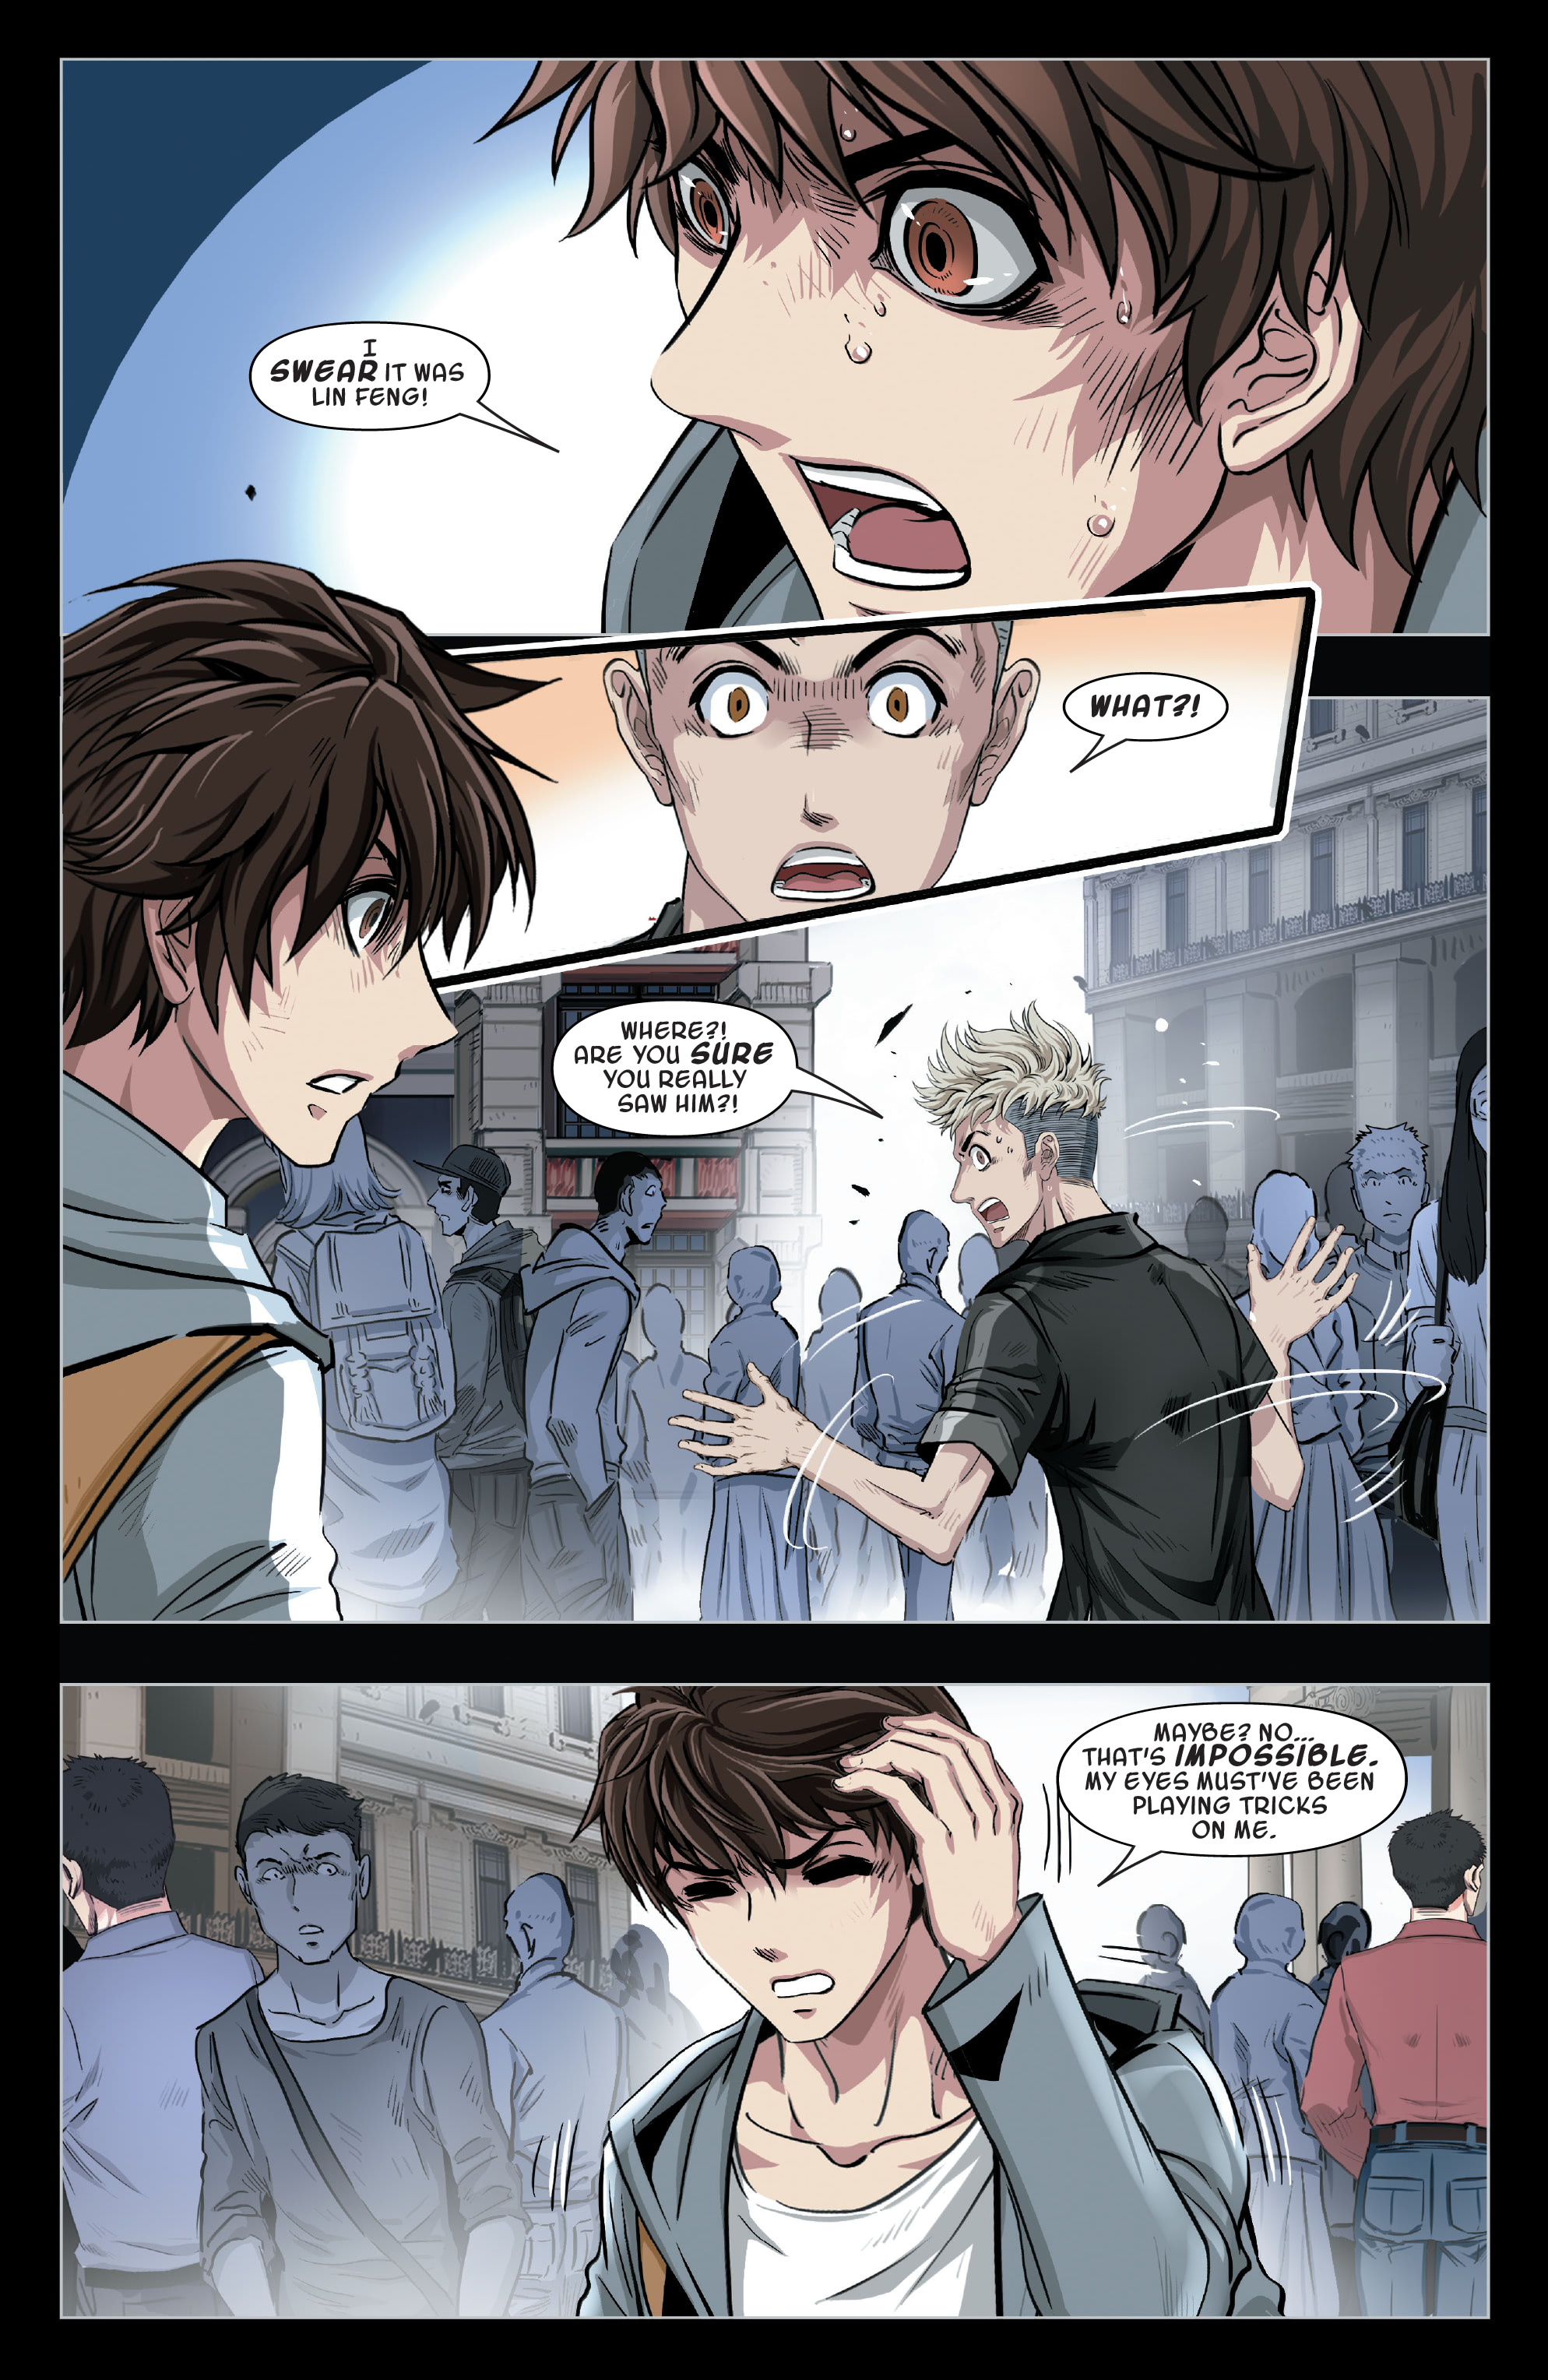 I
SWEAR IT WAS
LIN FENG!
WHAT?!
WHERE?!
ARE YOU SURE
YOU REALLY
SAW HIM?!
MAYBE? NO...
THAT'S IMPOSSIBLE.
MY EYES MUST'VE BEEN
PLAYING TRICKS
ON ME.